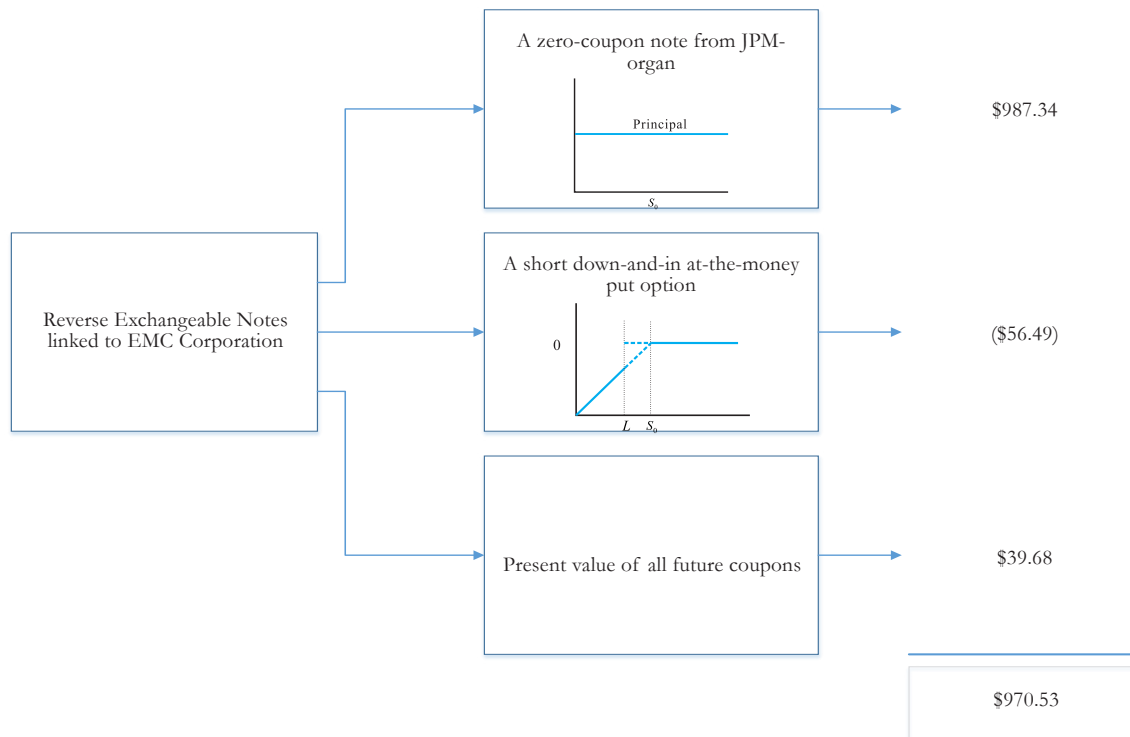 A zero-coupon note from JPM-
organ
Principal
S₀
$987.34
Reverse Exchangeable Notes
linked to EMC Corporation
A short down-and-in at-the-money
put option
0
L S₀
($56.49)
Present value of all future coupons
$39.68
$970.53